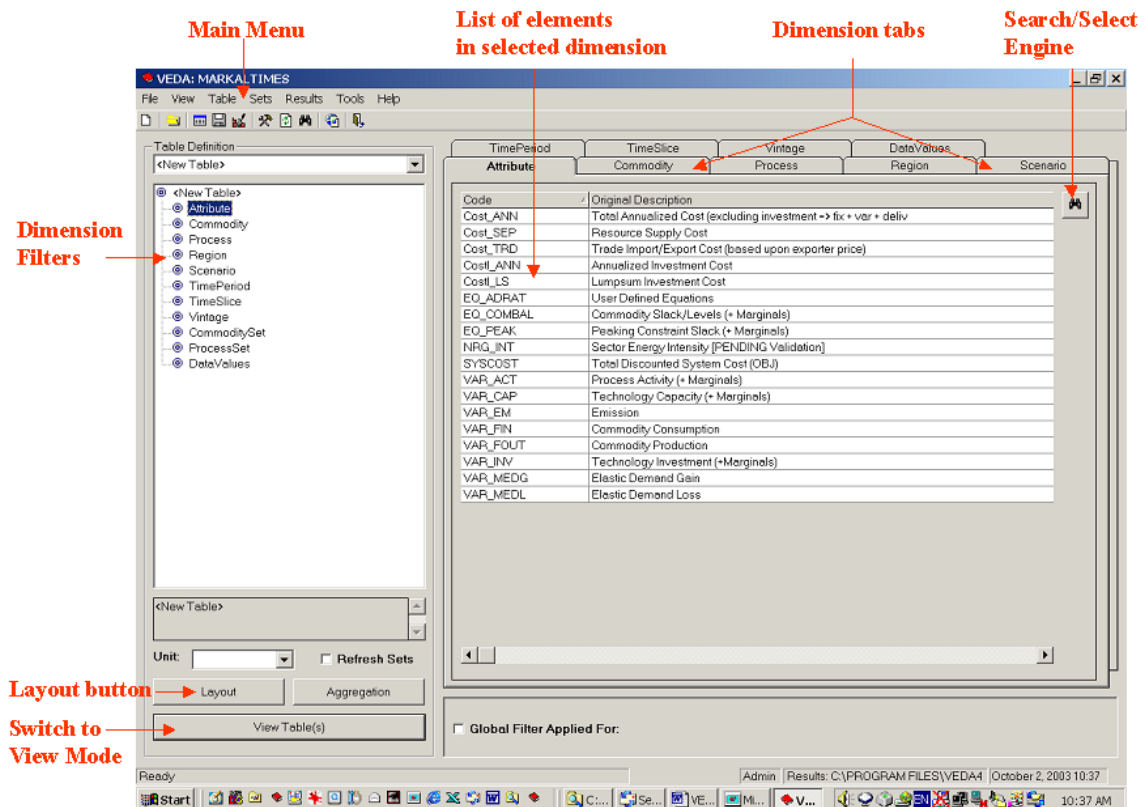 Main Menu
List of elements
in selected dimension
Dimension tabs
Search/Select
Engine
VEDA: MARKALTIMES
File View Table Sets Results Tools Help
Table Definition
<New Table>
<New Table>
Attribute
Commodity
Process
Region
Scenario
TimePeriod
TimeSlice
Vintage
CommoditySet
ProcessSet
DataValues
Dimension
Filters
TimePeriod TimeSlice Vintage DataValues
Attribute Commodity Process Region Scenario
Code Original Description
Cost_ANN Total Annualized Cost (excluding investment => fix + var + deliv
Cost_SEP Resource Supply Cost
Cost_TRD Trade Import/Export Cost (based upon exporter price)
CostI_ANN Annualized Investment Cost
CostI_LS Lumpsum Investment Cost
EQ_ADRAT User Defined Equations
EQ_COMBAL Commodity Slack/Levels (+ Marginals)
EQ_PEAK Peaking Constraint Slack (+ Marginals)
NRG_INT Sector Energy Intensity [PENDING Validation]
SYSCOST Total Discounted System Cost (OBJ)
VAR_ACT Process Activity (+ Marginals)
VAR_CAP Technology Capacity (+ Marginals)
VAR_EM Emission
VAR_FIN Commodity Consumption
VAR_FOUT Commodity Production
VAR_INV Technology Investment (+Marginals)
VAR_MEDG Elastic Demand Gain
VAR_MEDL Elastic Demand Loss
<New Table>
Unit: Refresh Sets
Layout button
Layout Aggregation
Switch to
View Mode
View Table(s)
Global Filter Applied For:
Ready Admin Results: C:\PROGRAM FILES\VEDA4 October 2, 2003 10:37
Start C:... Se... VE... Mi... V... EN 10:37 AM